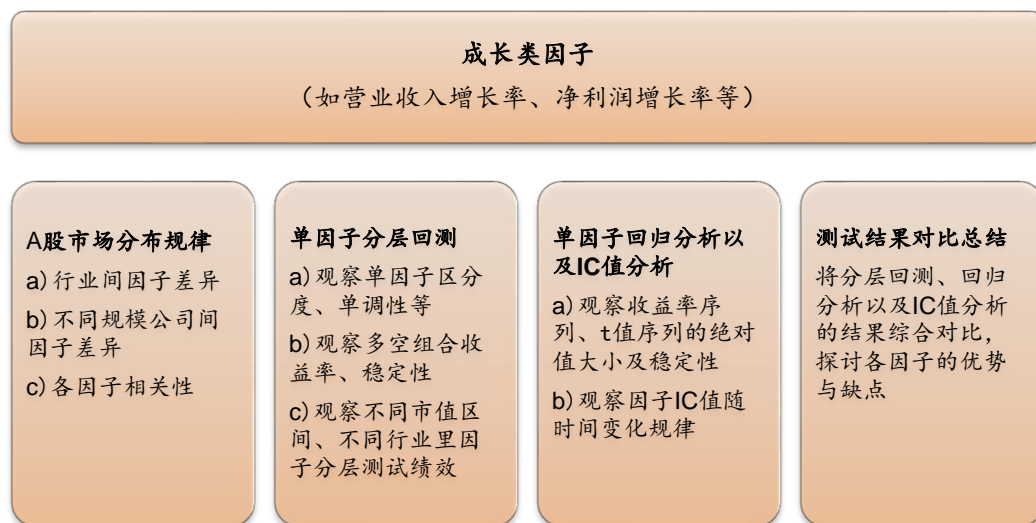 成长类因子
（如营业收入增长率、净利润增长率等）
A股市场分布规律
a)行业间因子差异
b)不同规模公司间
因子差异
c)各因子相关性
单因子分层回测
a)观察单因子区分
度、单调性等
b)观察多空组合收
益率、稳定性
c)观察不同市值区
间、不同行业里因
子分层测试绩效
单因子回归分析以
及IC值分析
a)观察收益率序
列、t值序列的绝对
值大小及稳定性
b)观察因子IC值随
时间变化规律
测试结果对比总结
将分层回测、回归
分析以及IC值分析
的结果综合对比，
探讨各因子的优势
与缺点